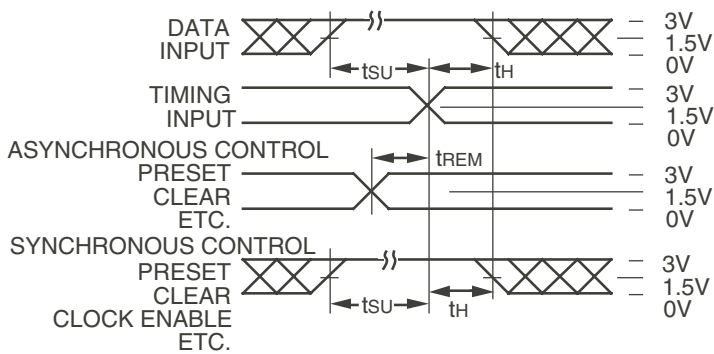 DATA
INPUT
tSU
tH
3V
1.5V
0V
TIMING
INPUT
3V
1.5V
0V
ASYNCHRONOUS CONTROL
PRESET
CLEAR
ETC.
tREM
3V
1.5V
0V
SYNCHRONOUS CONTROL
PRESET
CLEAR
CLOCK ENABLE
ETC.
tSU
tH
3V
1.5V
0V